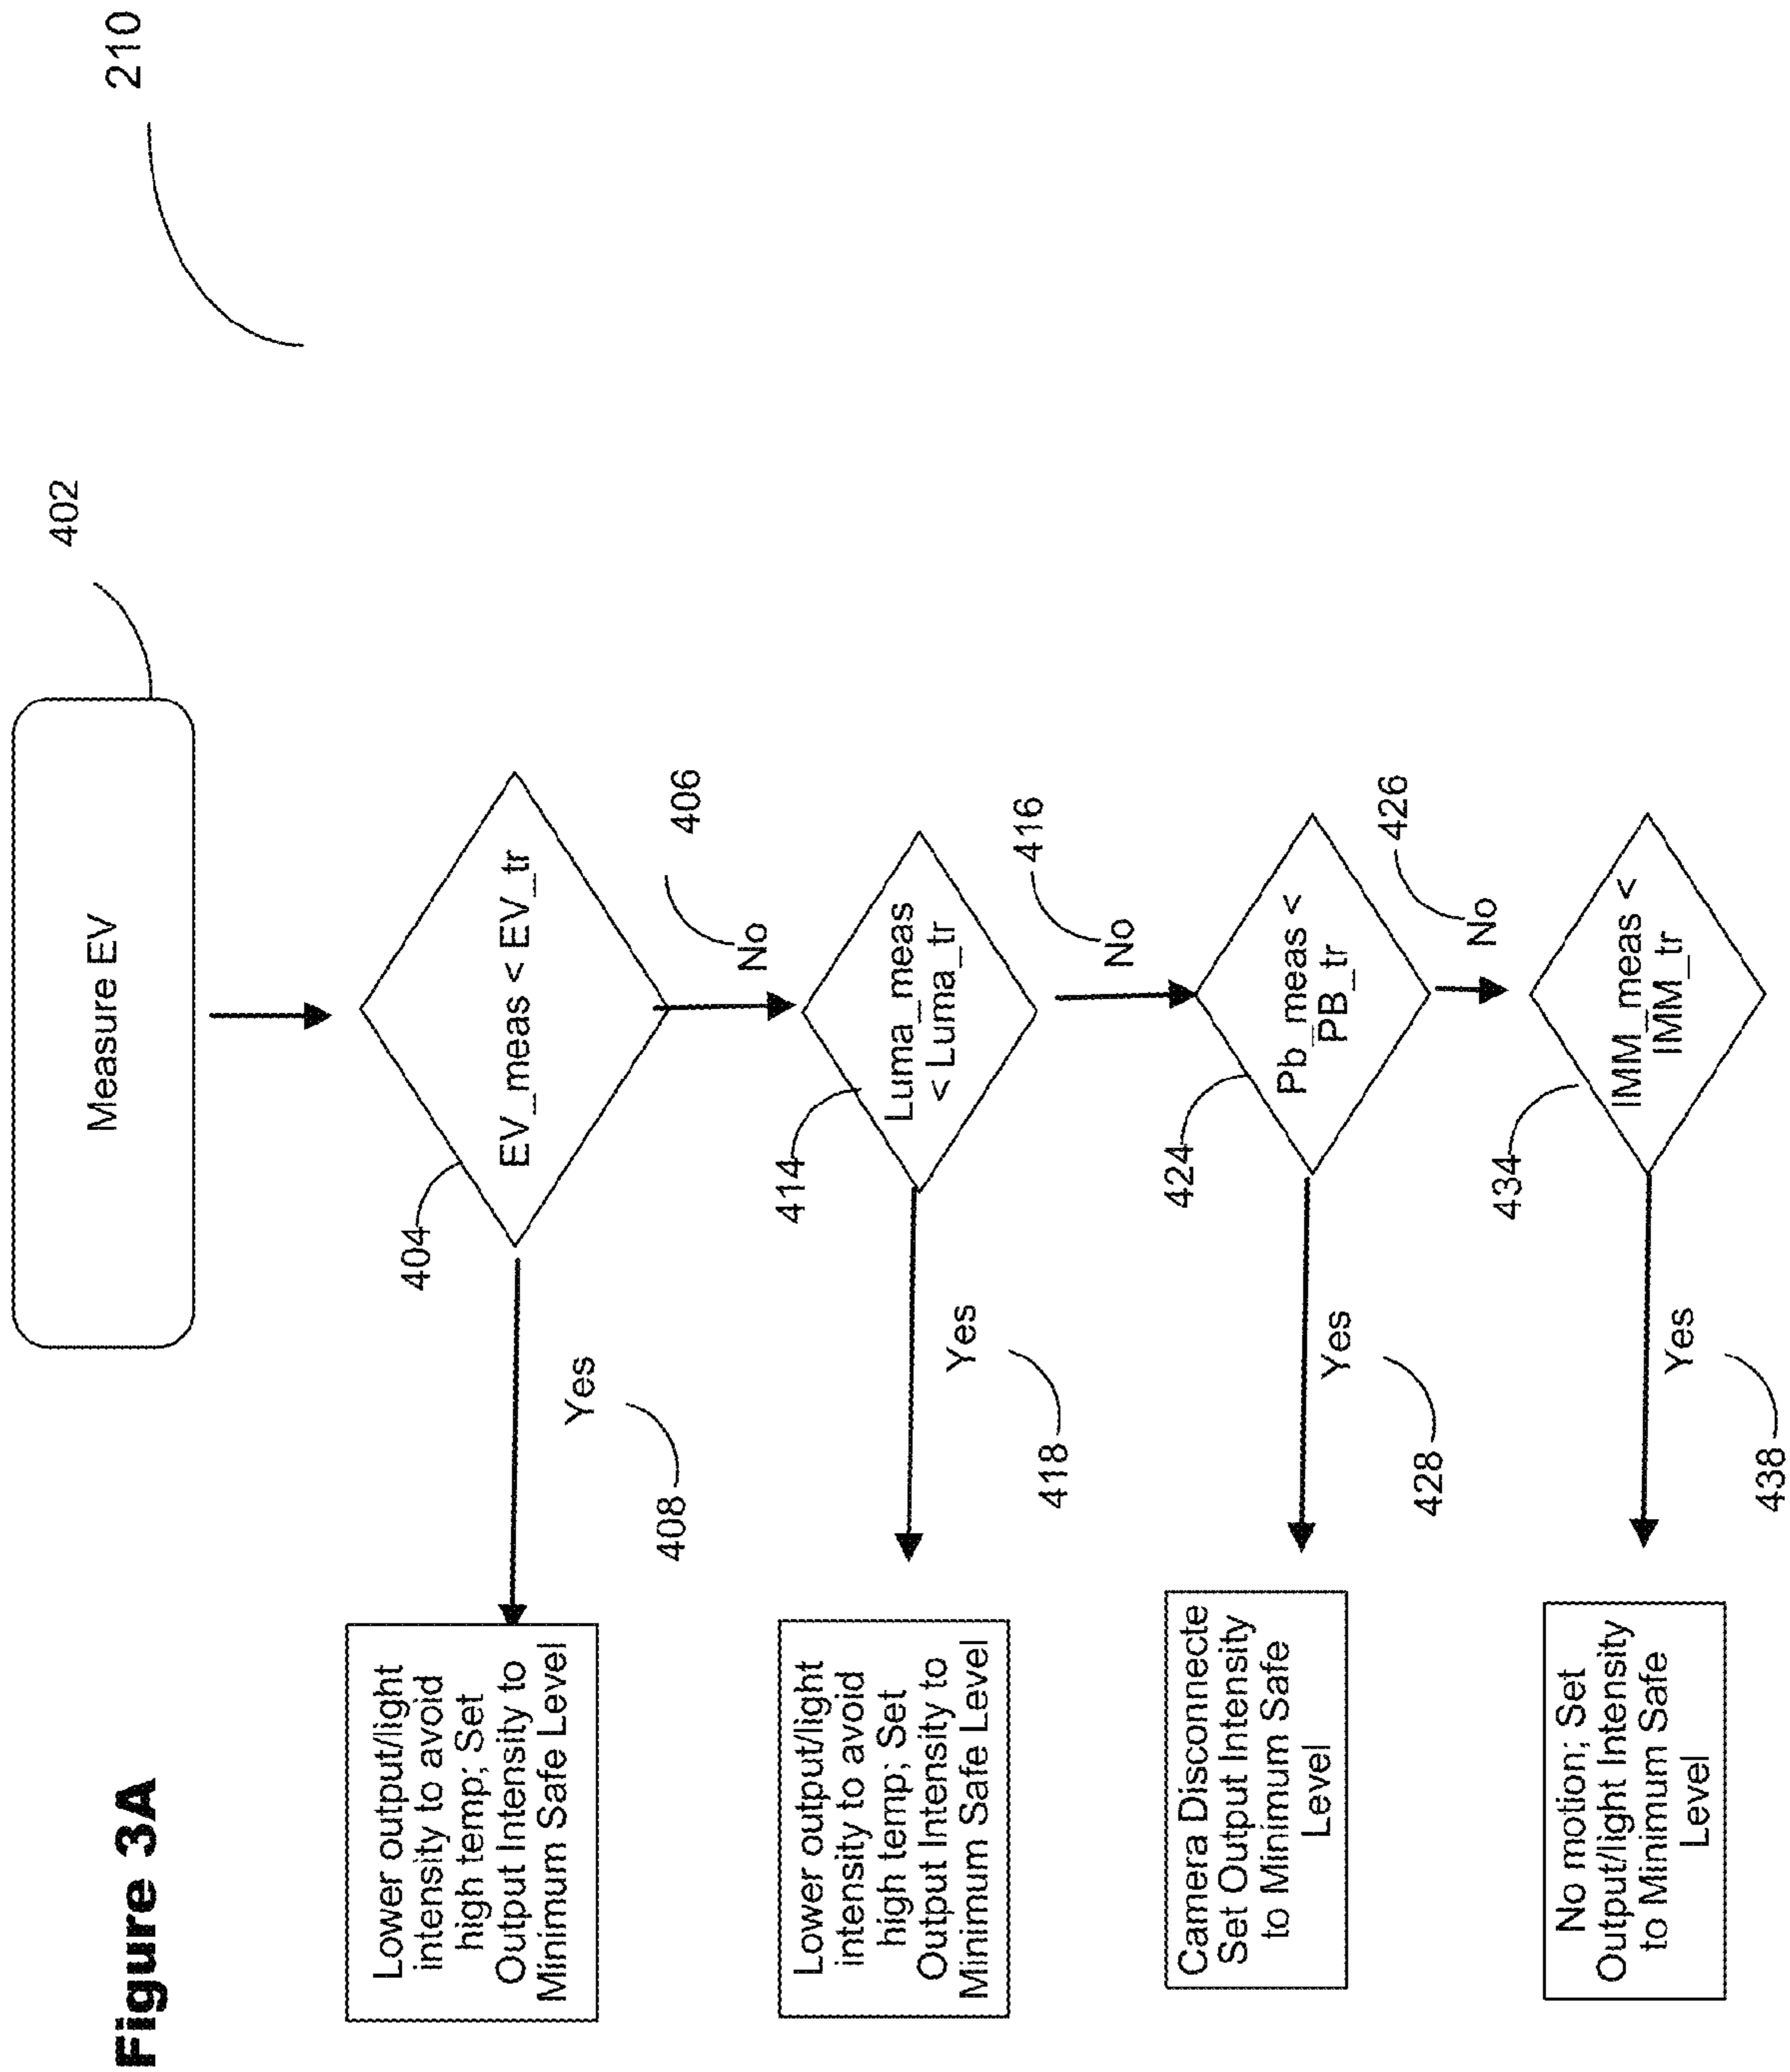 Figure 3A
210
Measure EV
402
EV_meas < EV_tr
404
No
406
Yes
408
Lower output/light
intensity to avoid
high temp; Set
Output Intensity to
Minimum Safe Level
Luma_meas
< Luma_tr
414
No
416
Yes
418
Lower output/light
intensity to avoid
high temp; Set
Output Intensity to
Minimum Safe Level
Pb_meas <
PB_tr
424
No
426
Yes
428
Camera Disconnecte
Set Output Intensity
to Minimum Safe
Level
IMM_meas <
IMM_tr
434
Yes
438
No motion; Set
Output/light Intensity
to Minimum Safe
Level